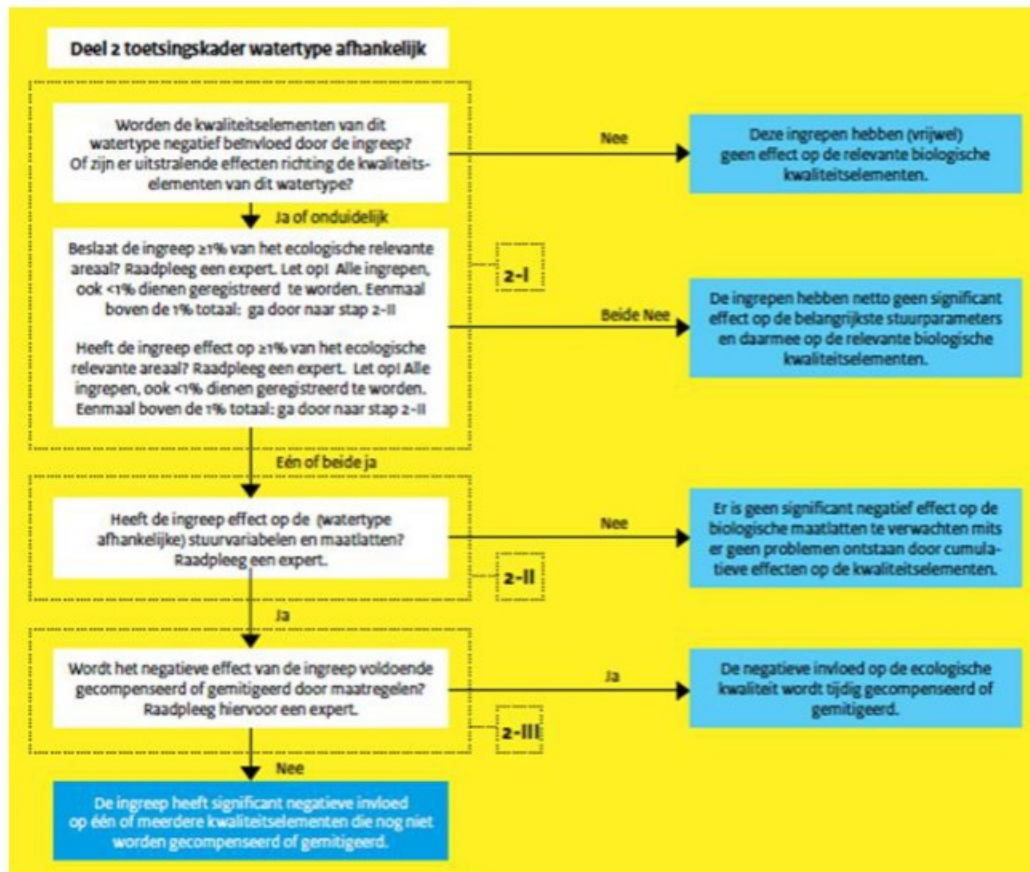 Deel 2 toetsingskader watertype afhankelijk
Worden de kwaliteitselementen van dit
watertype negatief beïnvloed door de ingreep?
Of zijn er uitstralende effecten richting de kwaliteits-
elementen van dit watertype?
Nee
Deze ingrepen hebben (vrijwel)
geen effect op de relevante biologische
kwaliteitselementen.
Ja of onduidelijk
Beslaat de ingreep ≥1% van het ecologische relevante
areaal? Raadpleeg een expert. Let op! Alle ingrepen,
ook <1% dienen geregistreerd te worden. Eenmaal
boven de 1% totaal: ga door naar stap 2-II
Heeft de ingreep effect op ≥1% van het ecologische
relevante areaal? Raadpleeg een expert. Let op! Alle
ingrepen, ook <1% dienen geregistreerd te worden.
Eenmaal boven de 1% totaal: ga door naar stap 2-II
2-I
Beide Nee
De ingrepen hebben netto geen significant
effect op de belangrijkste stuurparameters
en daarmee op de relevante biologische
kwaliteitselementen.
Eén of beide ja
Heeft de ingreep effect op de (watertype
afhankelijke) stuurvariabelen en maatlatten?
Raadpleeg een expert.
2-II
Nee
Er is geen significant negatief effect op de
biologische maatlatten te verwachten mits
er geen problemen ontstaan door cumula-
tieve effecten op de kwaliteitselementen.
Ja
Wordt het negatieve effect van de ingreep voldoende
gecompenseerd of gemitigeerd door maatregelen?
Raadpleeg hiervoor een expert.
2-III
Ja
De negatieve invloed op de ecologische
kwaliteit wordt tijdig gecompenseerd of
gemitigeerd.
Nee
De ingreep heeft significant negatieve invloed
op één of meerdere kwaliteitselementen die nog niet
worden gecompenseerd of gemitigeerd.